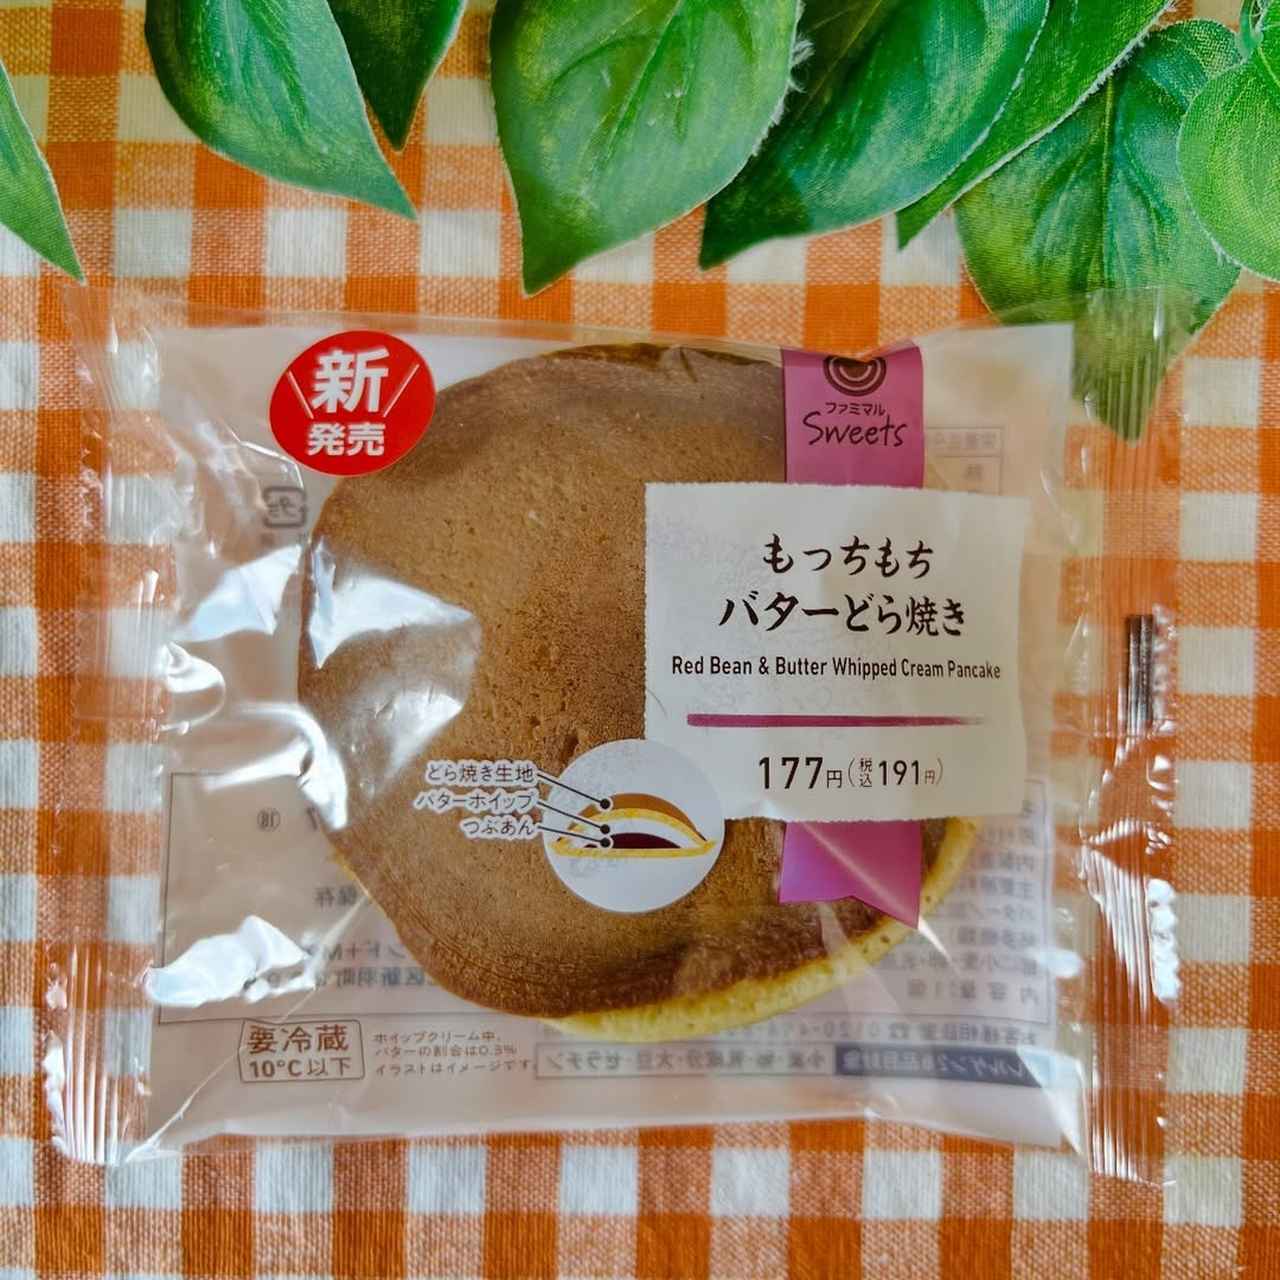 新
発売
ファミマル
Sweets
もっちもち
バターどら焼き
Red Bean & Butter Whipped Cream Pancake
177円(税込191円)
どら焼き生地
バターホイップ
つぶあん
要冷蔵
10℃以下
ホイップクリーム中、
バターの割合は0.3%
イラストはイメージです。